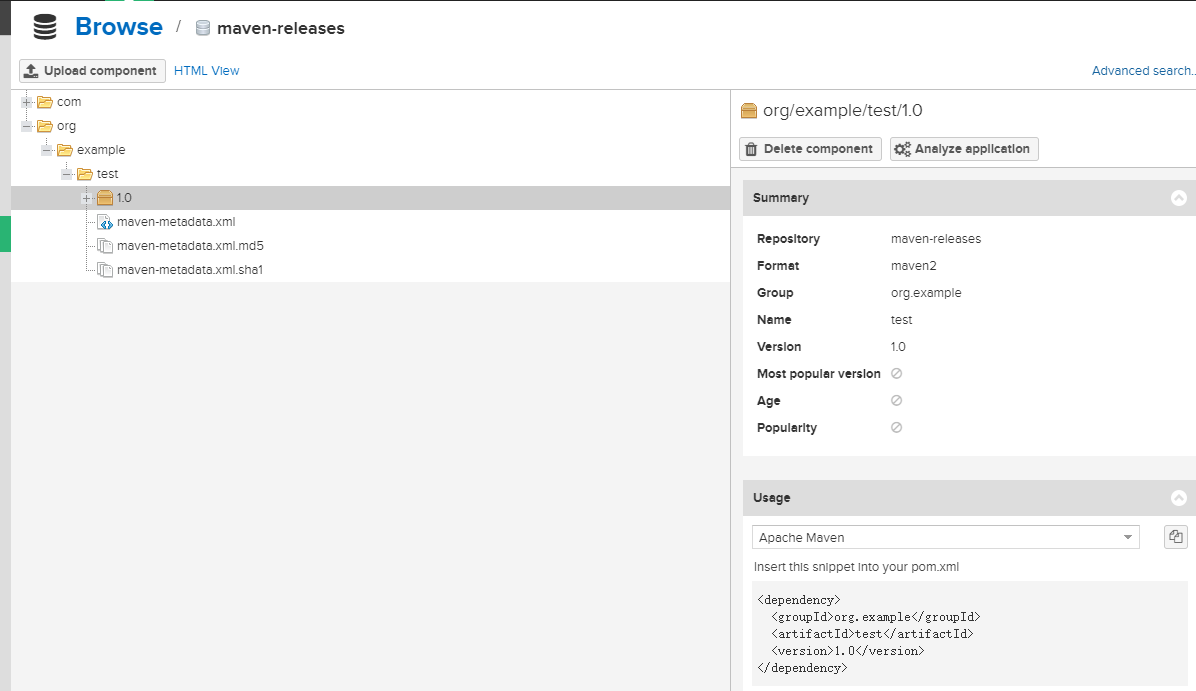 Browse / maven-releases
Upload component HTML View Advanced search..
com
org
example
test
1.0
maven-metadata.xml
maven-metadata.xml.md5
maven-metadata.xml.sha1
org/example/test/1.0
Delete component Analyze application
Summary
Repository maven-releases
Format maven2
Group org.example
Name test
Version 1.0
Most popular version
Age
Popularity
Usage
Apache Maven
Insert this snippet into your pom.xml
<dependency>
  <groupId>org.example</groupId>
  <artifactId>test</artifactId>
  <version>1.0</version>
</dependency>